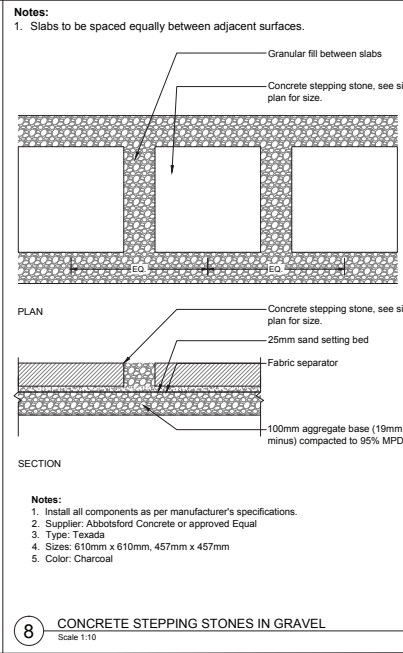 Notes:
1. Slabs to be spaced equally between adjacent surfaces.
Granular fill between slabs
Concrete stepping stone, see si
plan for size.
EQ.
EQ.
PLAN
Concrete stepping stone, see si
plan for size.
25mm sand setting bed
Fabric separator
100mm aggregate base (19mm
minus) compacted to 95% MPD
SECTION
Notes:
1. Install all components as per manufacturer's specifications.
2. Supplier: Abbotsford Concrete or approved Equal
3. Type: Texada
4. Sizes: 610mm x 610mm, 457mm x 457mm
5. Color: Charcoal
8
CONCRETE STEPPING STONES IN GRAVEL
Scale 1:10